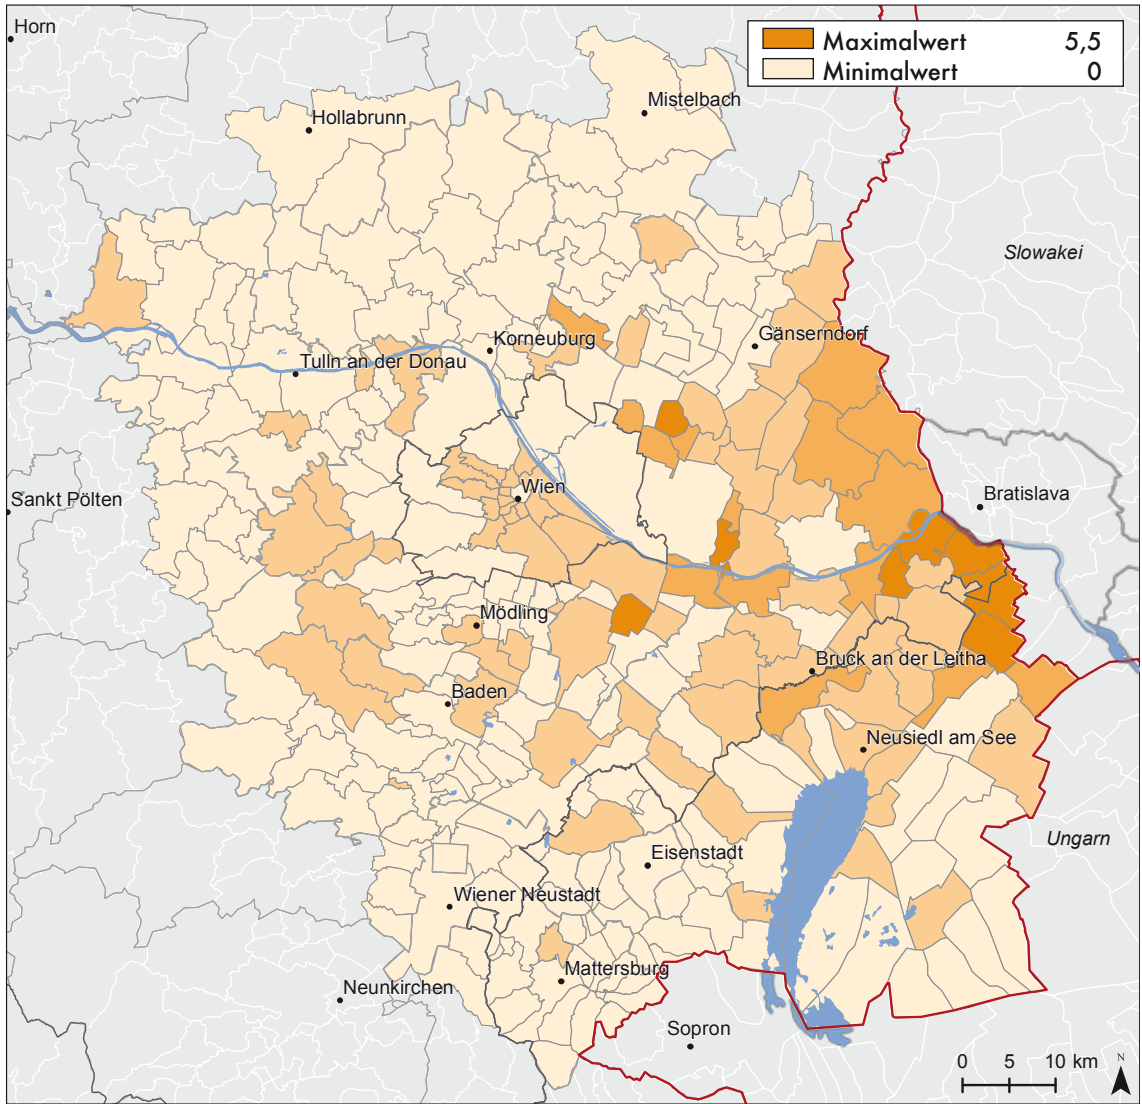 Horn
Maximalwert 5,5
Minimalwert 0
Mistelbach
Hollabrunn
Slowakei
Gänserndorf
Korneuburg
Tulln an der Donau
Wien
Bratislava
Sankt Pölten
Mödling
Bruck an der Leitha
Baden
Neusiedl am See
Ungarn
Eisenstadt
Wiener Neustadt
Mattersburg
Neunkirchen
Sopron
0 5 10 km
N